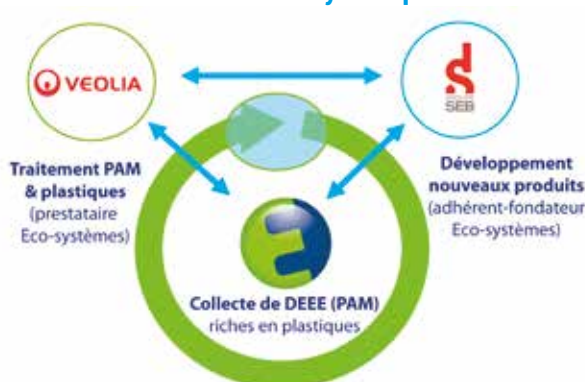 VEOLIA
SEB
Traitement PAM
& plastiques
(prestataire
Eco-systèmes)
Développement
nouveaux produits
(adhérent-fondateur
Eco-systèmes)
Collecte de DEEE (PAM)
riches en plastiques